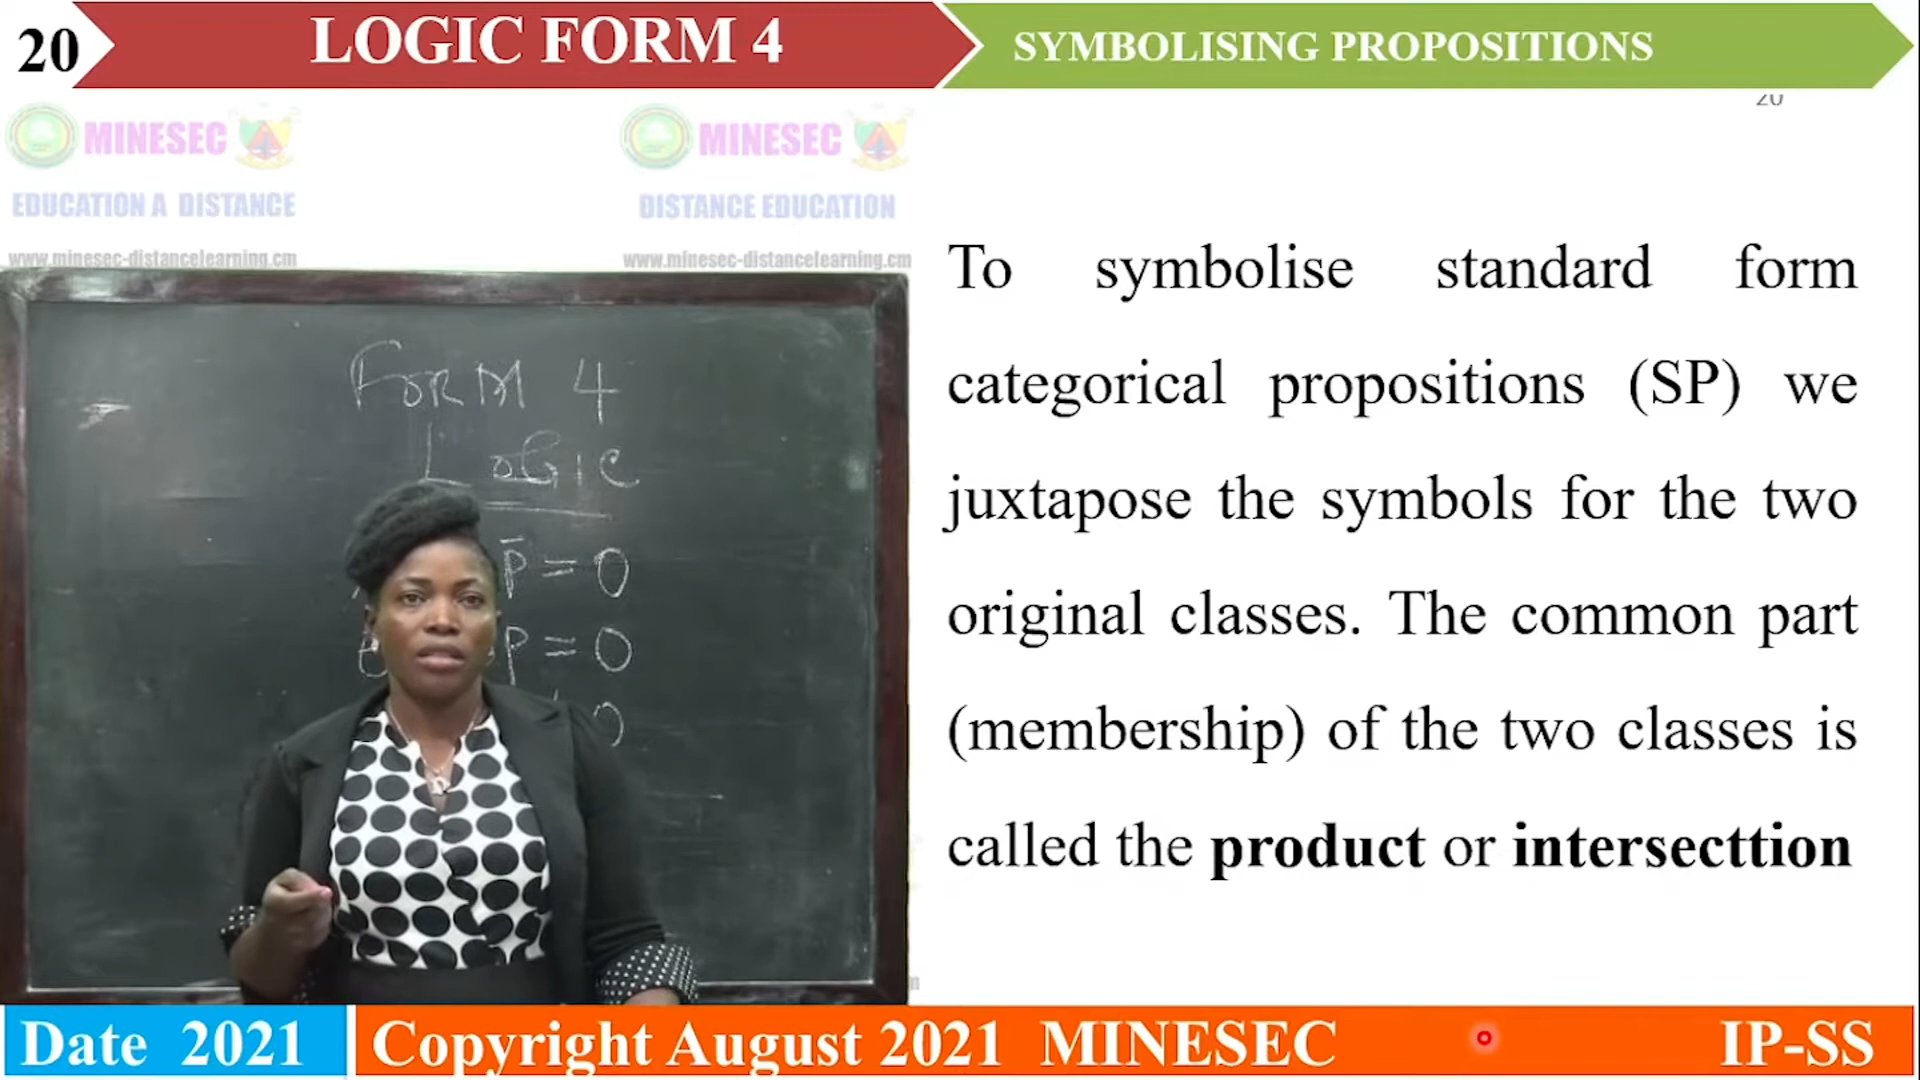 20
LOGIC FORM 4
SYMBOLISING PROPOSITIONS
20
MINESEC
MINESEC
EDUCATION A DISTANCE
DISTANCE EDUCATION
www.minesec-distancelearning.cm
www.minesec-distancelearning.cm
FORM 4
LOGIC
p̄ = 0
p = 0
0
To symbolise standard form
categorical propositions (SP) we
juxtapose the symbols for the two
original classes. The common part
(membership) of the two classes is
called the product or intersecttion
Date 2021
Copyright August 2021 MINESEC
IP-SS